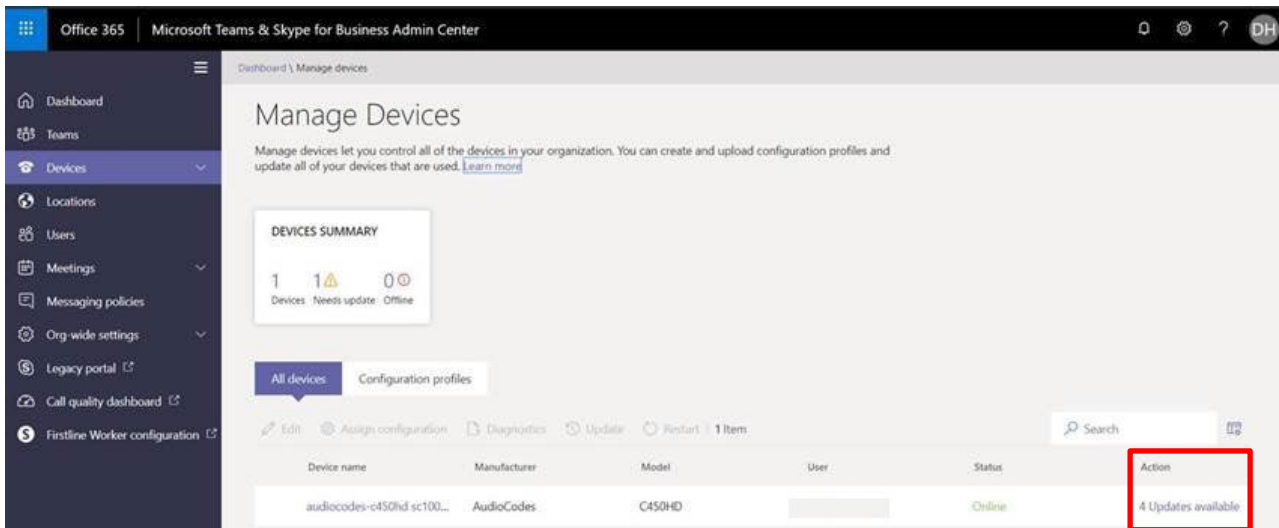 Office 365 Microsoft Teams & Skype for Business Admin Center ? DH
Dashboard \ Manage devices
Dashboard
Teams
Devices
Locations
Users
Meetings
Messaging policies
Org-wide settings
Legacy portal
Call quality dashboard
Firstline Worker configuration
Manage Devices
Manage devices let you control all of the devices in your organization. You can create and upload configuration profiles and
update all of your devices that are used. Learn more
DEVICES SUMMARY
1 1 0
Devices Needs update Offline
All devices Configuration profiles
Edit Assign configuration Diagnostics Update Restart 1 Item Search
Device name Manufacturer Model User Status Action
audiocodes-c450hd sc100... AudioCodes C450HD Online 4 Updates available